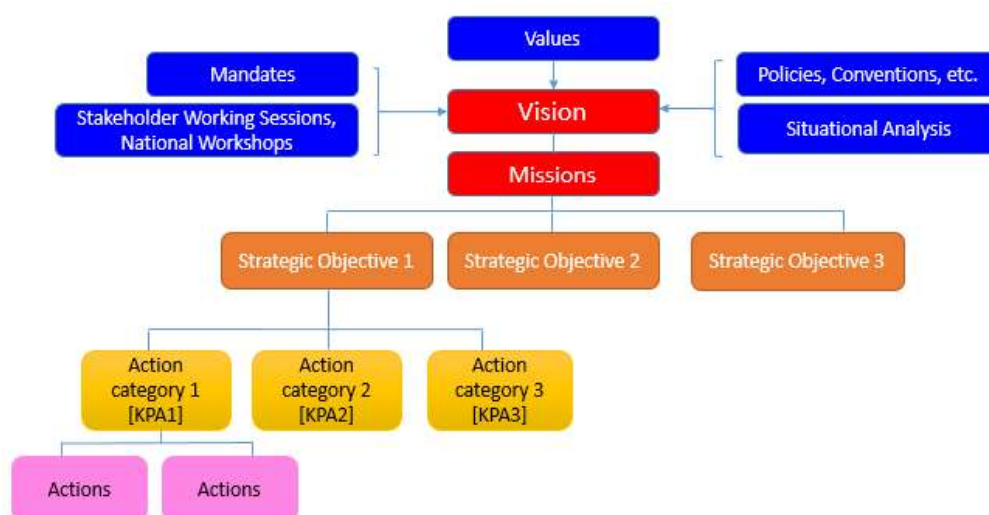 Values
Mandates
Policies, Conventions, etc.
Stakeholder Working Sessions,
National Workshops
Vision
Situational Analysis
Missions
Strategic Objective 1
Strategic Objective 2
Strategic Objective 3
Action
category 1
[KPA1]
Action
category 2
[KPA2]
Action
category 3
[KPA3]
Actions
Actions